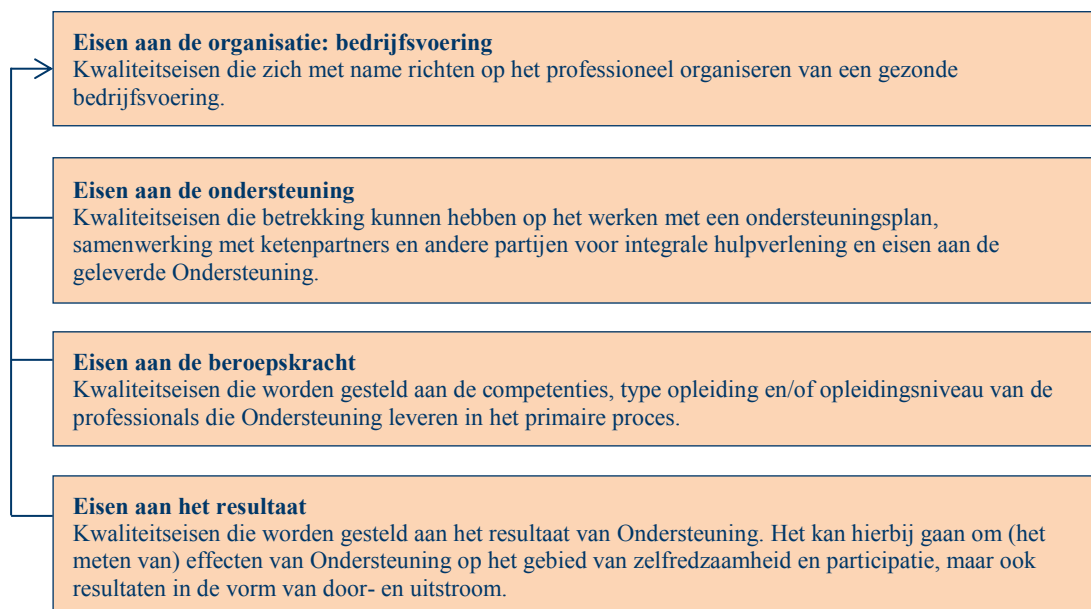 Eisen aan de organisatie: bedrijfsvoering
Kwaliteitseisen die zich met name richten op het professioneel organiseren van een gezonde
bedrijfsvoering.
Eisen aan de ondersteuning
Kwaliteitseisen die betrekking kunnen hebben op het werken met een ondersteuningsplan,
samenwerking met ketenpartners en andere partijen voor integrale hulpverlening en eisen aan de
geleverde Ondersteuning.
Eisen aan de beroepskracht
Kwaliteitseisen die worden gesteld aan de competenties, type opleiding en/of opleidingsniveau van de
professionals die Ondersteuning leveren in het primaire proces.
Eisen aan het resultaat
Kwaliteitseisen die worden gesteld aan het resultaat van Ondersteuning. Het kan hierbij gaan om (het
meten van) effecten van Ondersteuning op het gebied van zelfredzaamheid en participatie, maar ook
resultaten in de vorm van door- en uitstroom.